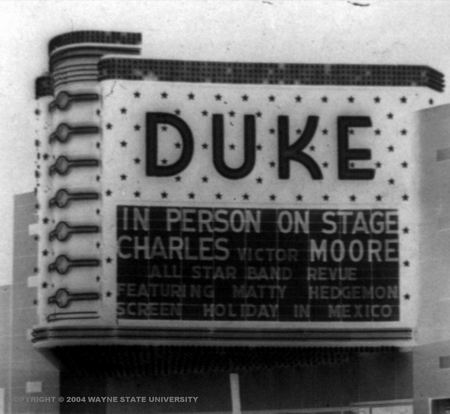 DUKE
IN PERSON ON STAGE
CHARLES VICTOR MOORE
ALL STAR BAND REVUE
FEATURING MATTY HEDGEMON
SCREEN HOLIDAY IN MEXICO
COPYRIGHT © 2004 WAYNE STATE UNIVERSITY